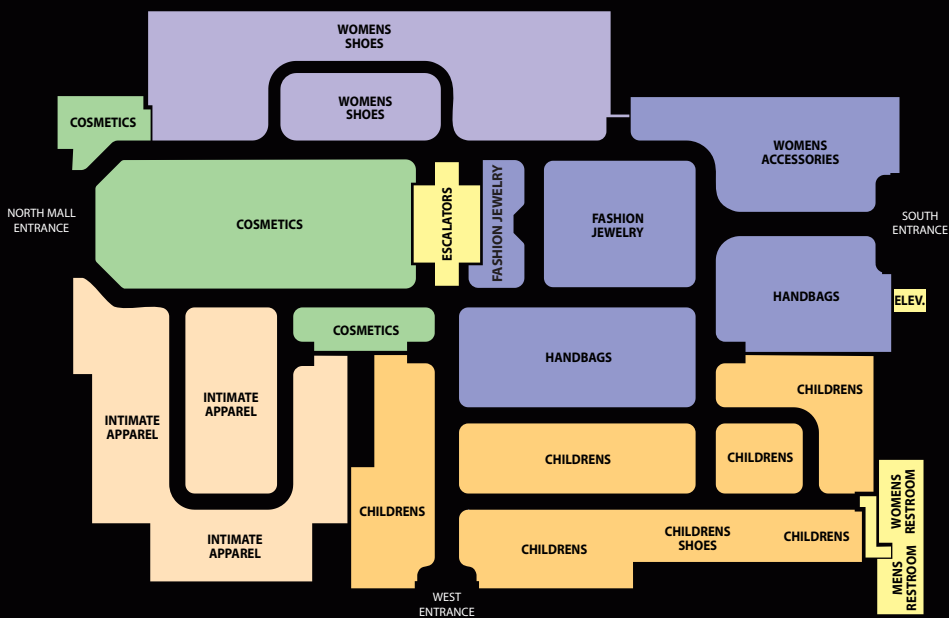 WOMENS
SHOES
WOMENS
SHOES
COSMETICS
WOMENS
ACCESSORIES
NORTH MALL
ENTRANCE
COSMETICS
ESCALATORS
FASHION JEWELRY
FASHION
JEWELRY
SOUTH
ENTRANCE
HANDBAGS
ELEV.
COSMETICS
HANDBAGS
INTIMATE
APPAREL
INTIMATE
APPAREL
CHILDRENS
CHILDRENS
CHILDRENS
WOMENS
RESTROOM
INTIMATE
APPAREL
CHILDRENS
CHILDRENS
CHILDRENS
SHOES
CHILDRENS
MENS
RESTROOM
WEST
ENTRANCE